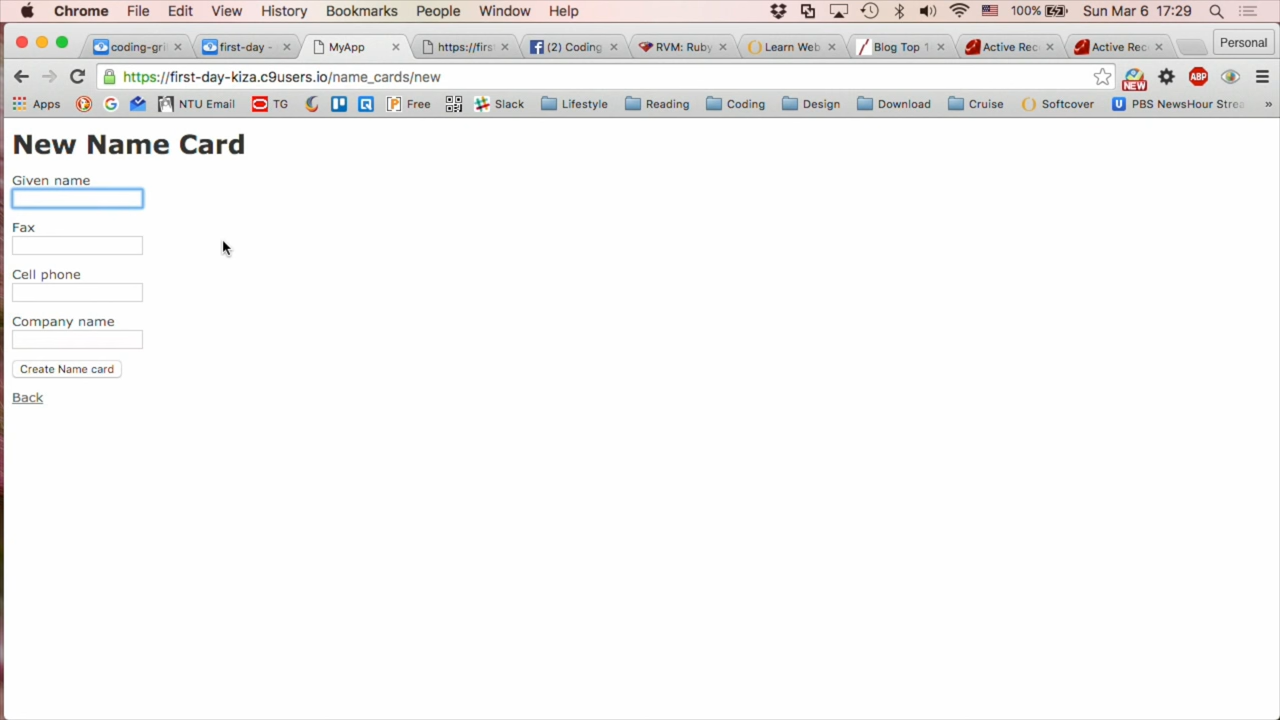 Chrome File Edit View History Bookmarks People Window Help 100% Sun Mar 6 17:29
coding-gri first-day - MyApp https://firs (2) Coding RVM: Ruby Learn Web Blog Top 1 Active Rec Active Rec Personal
https://first-day-kiza.c9users.io/name_cards/new NEW ABP
Apps NTU Email TG Free Slack Lifestyle Reading Coding Design Download Cruise Softcover PBS NewsHour Strea »
New Name Card
Given name
Fax
Cell phone
Company name
Create Name card
Back